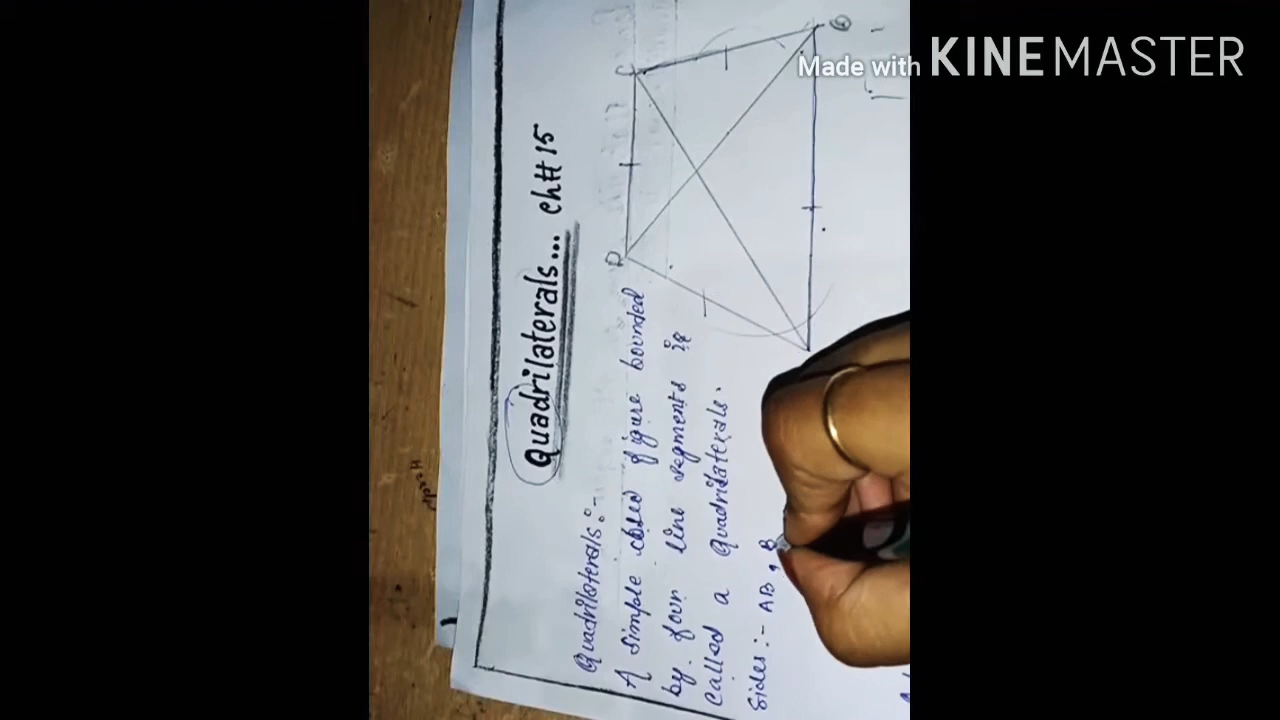 Made with KINEMASTER
Quadrilaterals... ch#15
Quadrilaterals:-
A simple closed figure bounded
by four line segments is
called a Quadrilaterals.
Sides:- AB, B
D
C
B